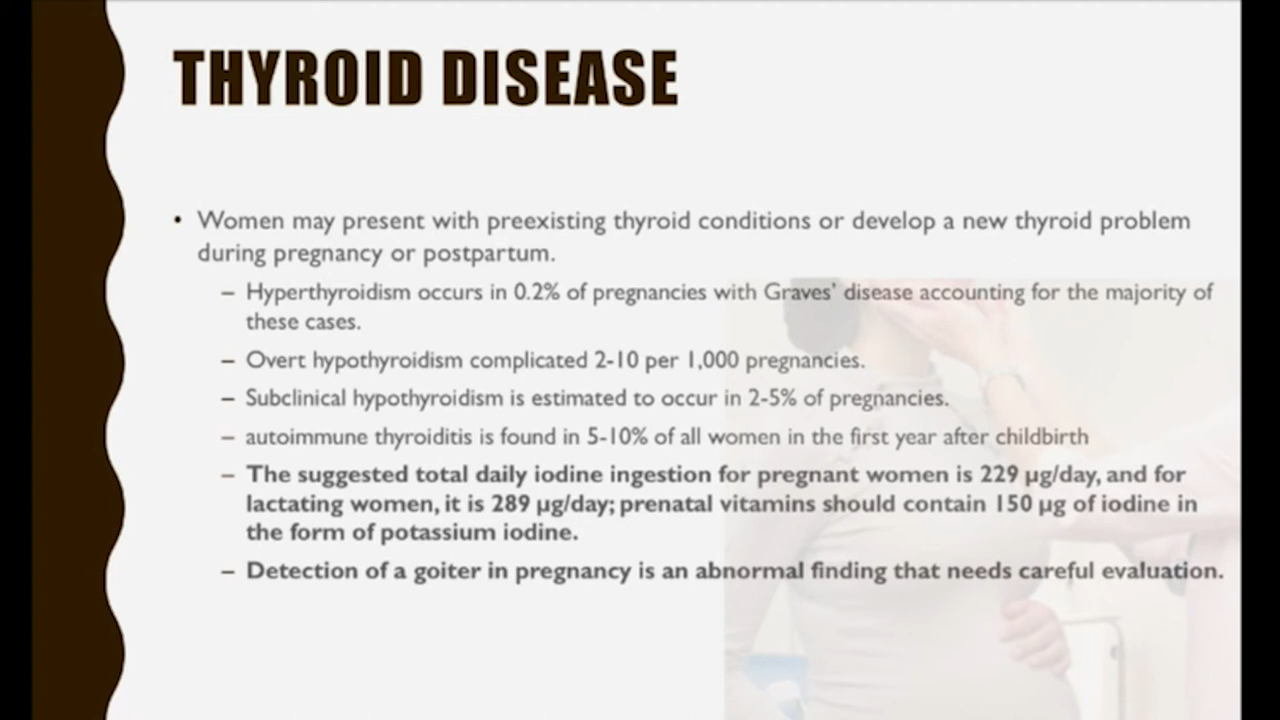 THYROID DISEASE
• Women may present with preexisting thyroid conditions or develop a new thyroid problem
during pregnancy or postpartum.
– Hyperthyroidism occurs in 0.2% of pregnancies with Graves’ disease accounting for the majority of
these cases.
– Overt hypothyroidism complicated 2-10 per 1,000 pregnancies.
– Subclinical hypothyroidism is estimated to occur in 2-5% of pregnancies.
– autoimmune thyroiditis is found in 5-10% of all women in the first year after childbirth
– The suggested total daily iodine ingestion for pregnant women is 229 µg/day, and for
lactating women, it is 289 µg/day; prenatal vitamins should contain 150 µg of iodine in
the form of potassium iodine.
– Detection of a goiter in pregnancy is an abnormal finding that needs careful evaluation.